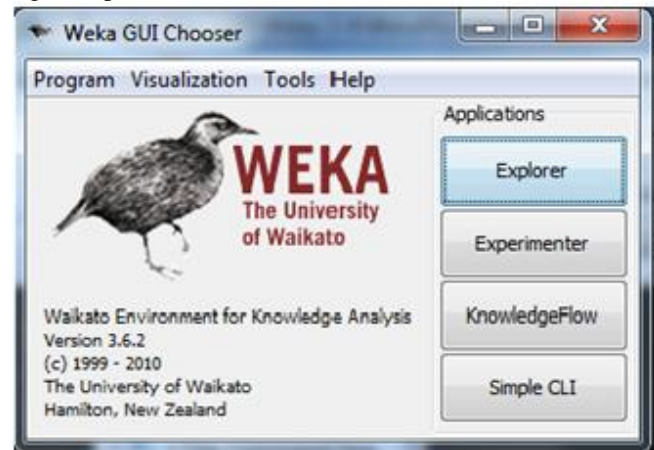 Weka GUI Chooser
Program Visualization Tools Help
WEKA
The University
of Waikato
Waikato Environment for Knowledge Analysis
Version 3.6.2
(c) 1999 - 2010
The University of Waikato
Hamilton, New Zealand
Applications
Explorer
Experimenter
KnowledgeFlow
Simple CLI